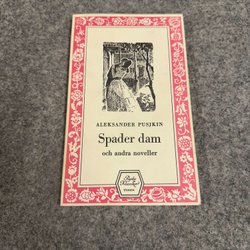 ALEKSANDER PUSJKIN
Spader dam
och andra noveller